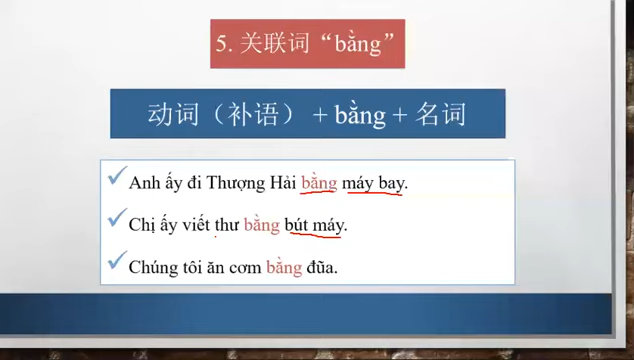 5. 关联词“bằng”
动词（补语）+ bằng + 名词
Anh ấy đi Thượng Hải bằng máy bay.
Chị ấy viết thư bằng bút máy.
Chúng tôi ăn cơm bằng đũa.